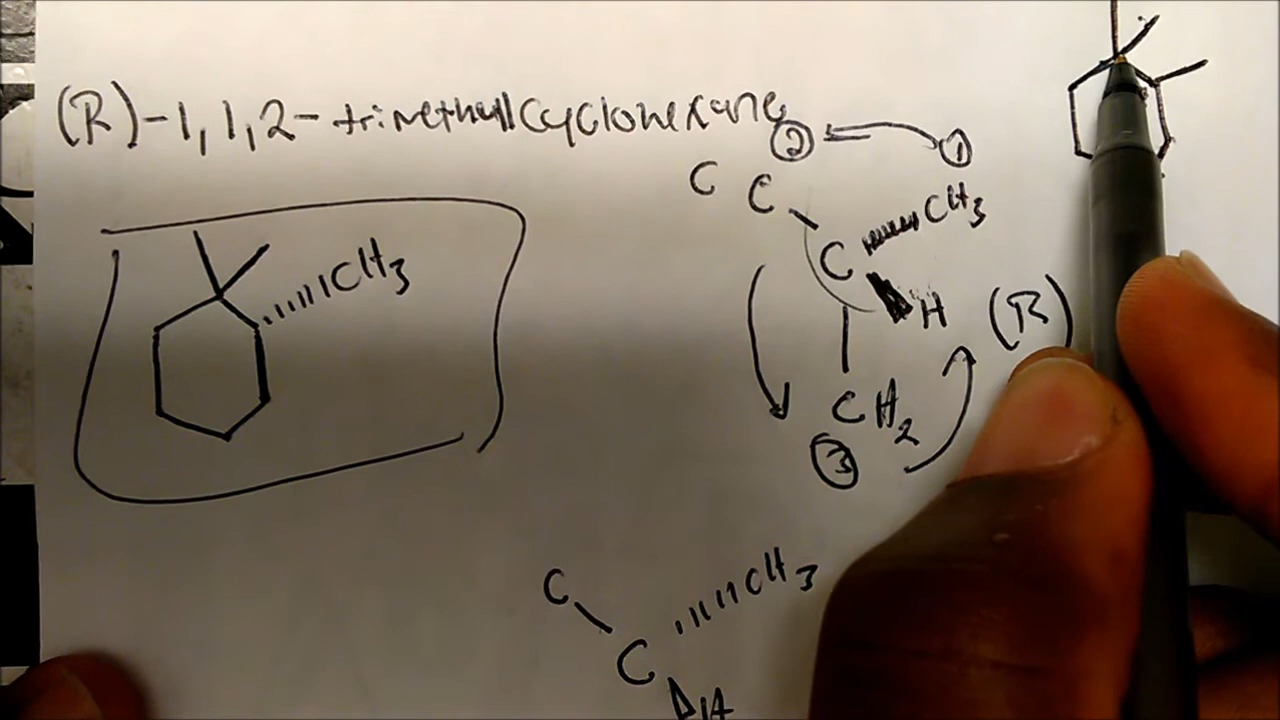 (R)-1,1,2-trimethylcyclohexane
② ①
C C
CH3
C
H (R)
CH3
CH2
③
C CH3
C
H